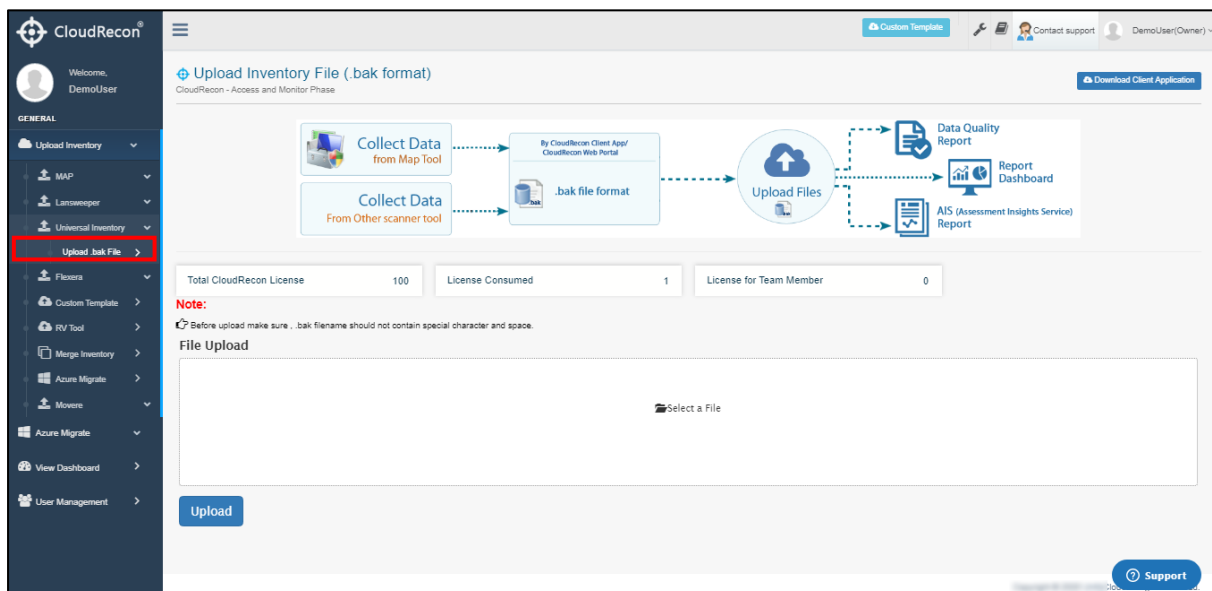 CloudRecon®
Custom Template
Contact support
DemoUser(Owner)
Welcome,
DemoUser
GENERAL
Upload Inventory
MAP
Lansweeper
Universal Inventory
Upload .bak File
Flexera
Custom Template
RV Tool
Merge Inventory
Azure Migrate
Movere
Azure Migrate
View Dashboard
User Management
Upload Inventory File (.bak format)
CloudRecon - Access and Monitor Phase
Download Client Application
Collect Data
from Map Tool
Collect Data
From Other scanner tool
By CloudRecon Client App/
CloudRecon Web Portal
.bak file format
.bak
Upload Files
Data Quality
Report
Report
Dashboard
AIS (Assessment Insights Service)
Report
Total CloudRecon License 100
License Consumed 1
License for Team Member 0
Note:
Before upload make sure , .bak filename should not contain special character and space.
File Upload
Select a File
Upload
Support